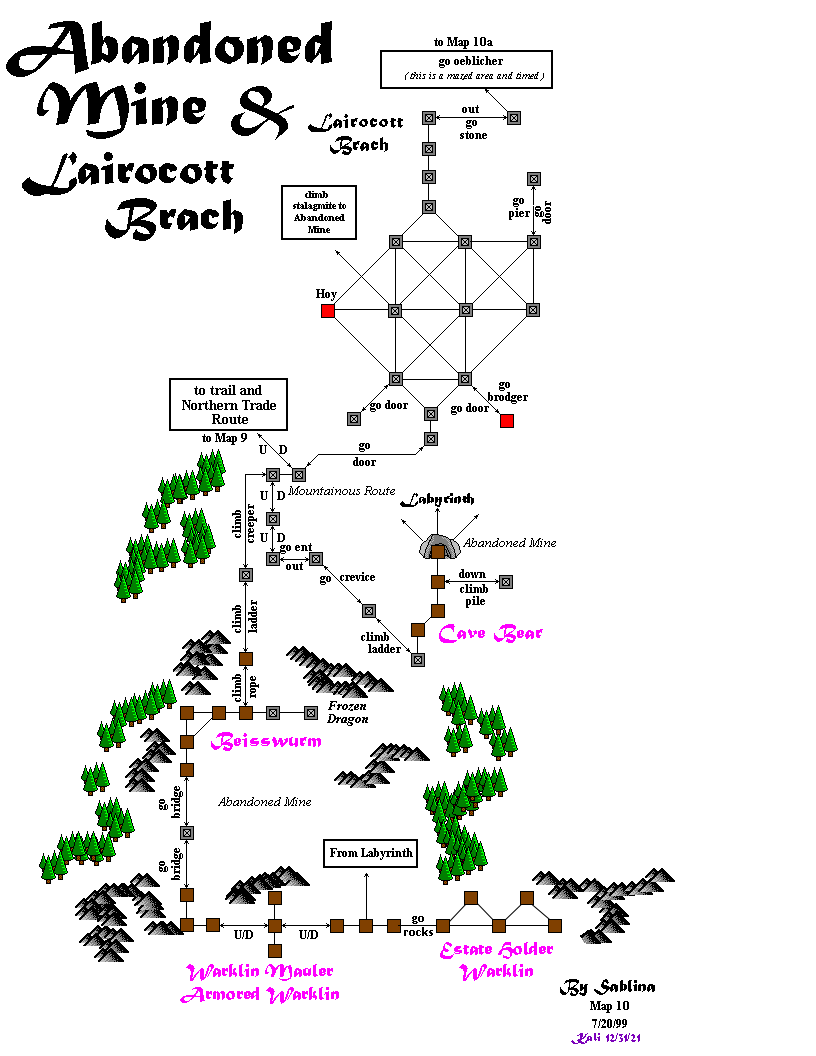 Abandoned
Mine &
Lairocott
Brach
to Map 10a
go oeblicher
(this is a mazed area and timed)
Lairocott
Brach
out
go
stone
climb
stalagmite to
Abandoned
Mine
go
pier
go
door
Hoy
to trail and
Northern Trade
Route
to Map 9
go door
go door
go
brodger
U D
go
door
Mountainous Route
climb
creeper
U D
U D
go ent
out
go crevice
Labyrinth
Abandoned Mine
down
climb
pile
climb
ladder
climb
ladder
Cave Bear
climb
rope
Frozen
Dragon
Beisswurm
go
bridge
Abandoned Mine
go
bridge
From Labyrinth
U/D
U/D
go
rocks
Warklin Mauler
Armored Warklin
Estate Holder
Warklin
By Sablina
Map 10
7/20/99
Kali 12/31/21